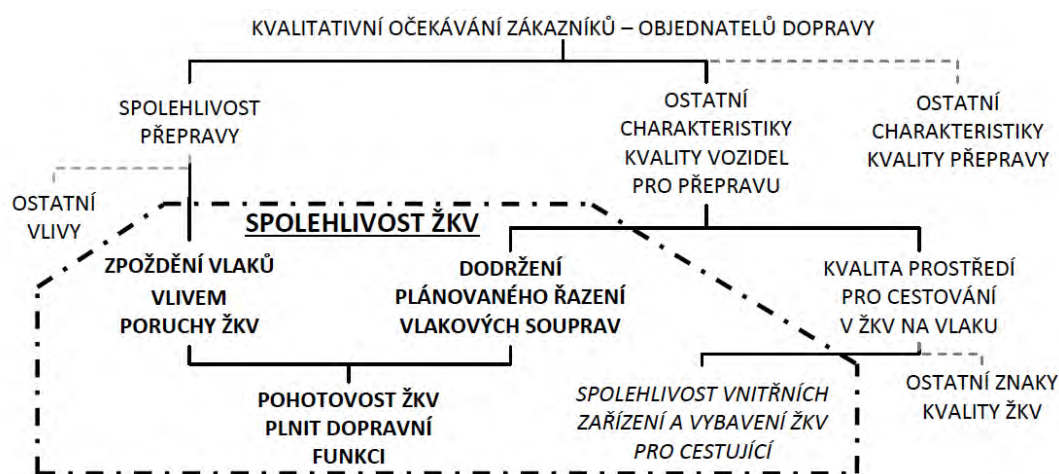 KVALITATIVNÍ OČEKÁVÁNÍ ZÁKAZNÍKŮ – OBJEDNATELŮ DOPRAVY
SPOLEHLIVOST
PŘEPRAVY
OSTATNÍ
CHARAKTERISTIKY
KVALITY VOZIDEL
PRO PŘEPRAVU
OSTATNÍ
CHARAKTERISTIKY
KVALITY PŘEPRAVY
OSTATNÍ
VLIVY
SPOLEHLIVOST ŽKV
ZPOŽDĚNÍ VLAKŮ
VLIVEM
PORUCHY ŽKV
DODRŽENÍ
PLÁNOVANÉHO ŘAZENÍ
VLAKOVÝCH SOUPRAV
KVALITA PROSTŘEDÍ
PRO CESTOVÁNÍ
V ŽKV NA VLAKU
POHOTOVOST ŽKV
PLNIT DOPRAVNÍ
FUNKCI
SPOLEHLIVOST VNITŘNÍCH
ZAŘÍZENÍ A VYBAVENÍ ŽKV
PRO CESTUJÍCÍ
OSTATNÍ ZNAKY
KVALITY ŽKV